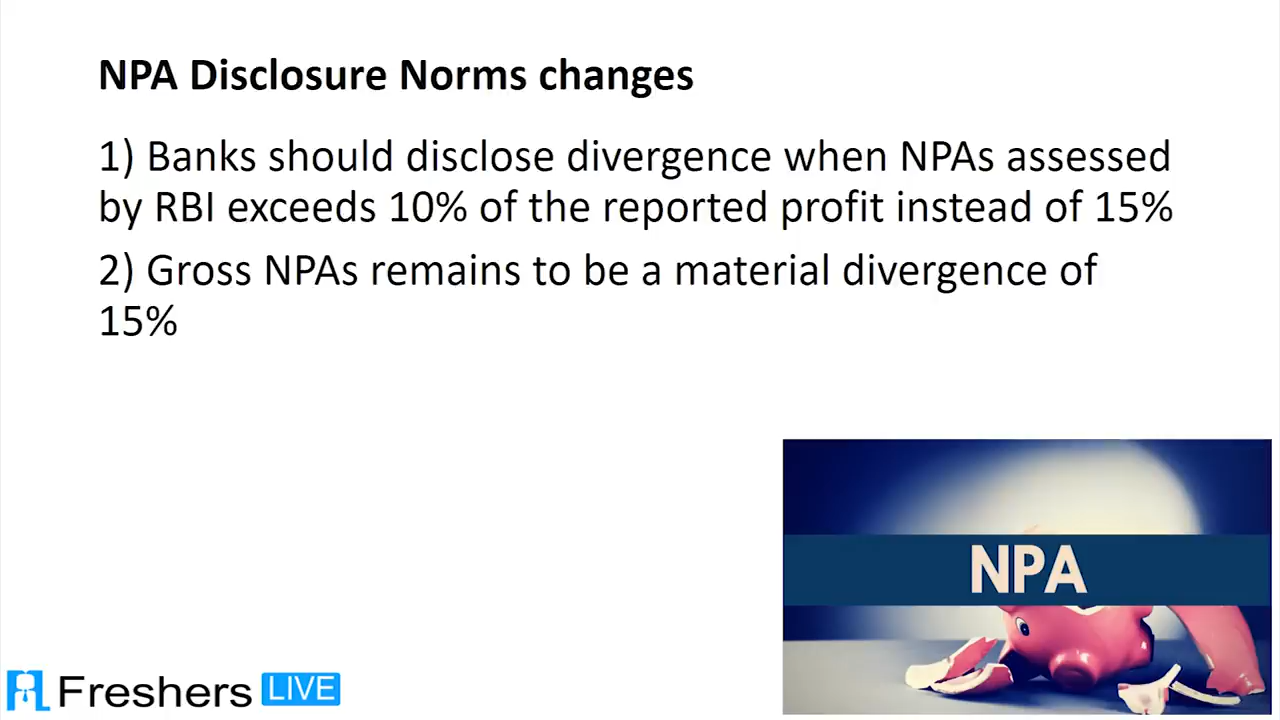 NPA Disclosure Norms changes
1) Banks should disclose divergence when NPAs assessed
by RBI exceeds 10% of the reported profit instead of 15%
2) Gross NPAs remains to be a material divergence of
15%
NPA
Freshers LIVE